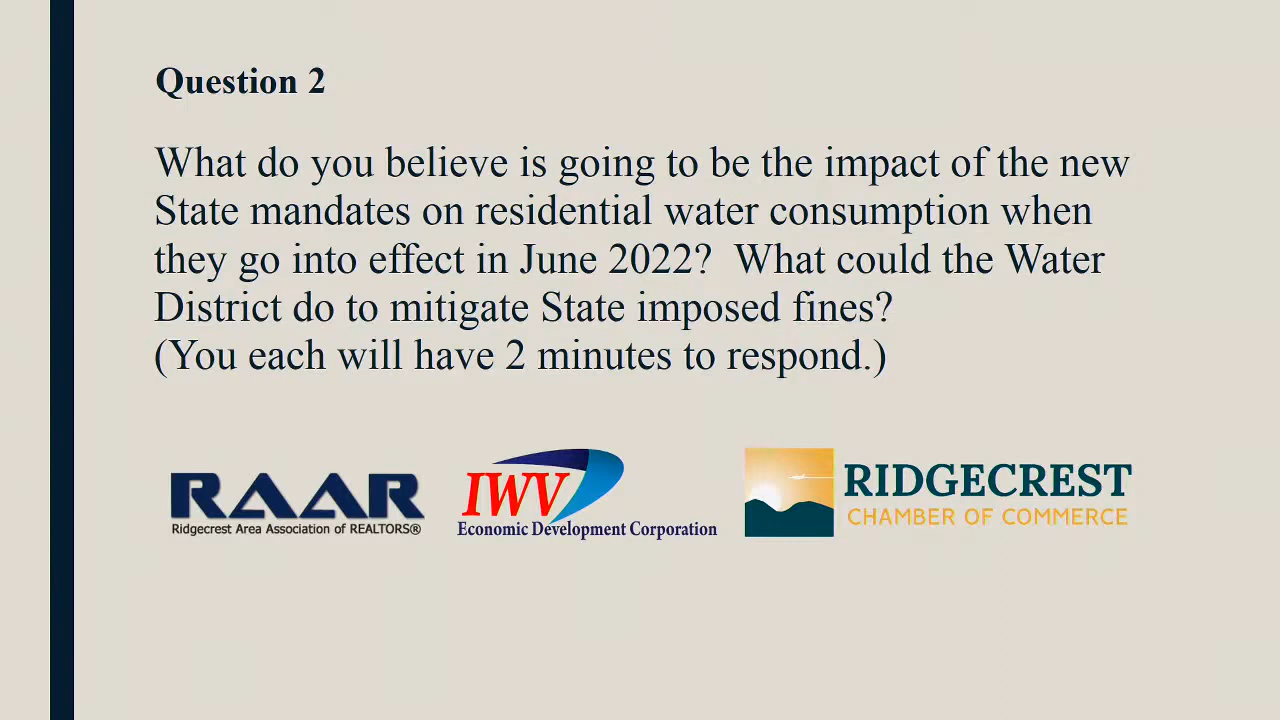 Question 2
What do you believe is going to be the impact of the new
State mandates on residential water consumption when
they go into effect in June 2022?  What could the Water
District do to mitigate State imposed fines?
(You each will have 2 minutes to respond.)
RAAR
Ridgecrest Area Association of REALTORS®
IWV
Economic Development Corporation
RIDGECREST
CHAMBER OF COMMERCE